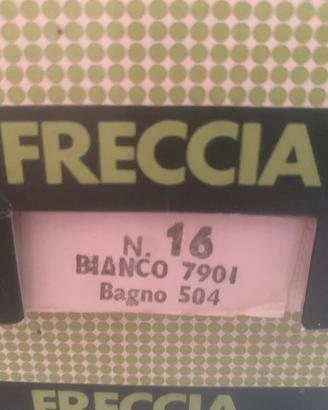 FRECCIA
N. 16
BIANCO 7901
Bagno 504
FRECCIA